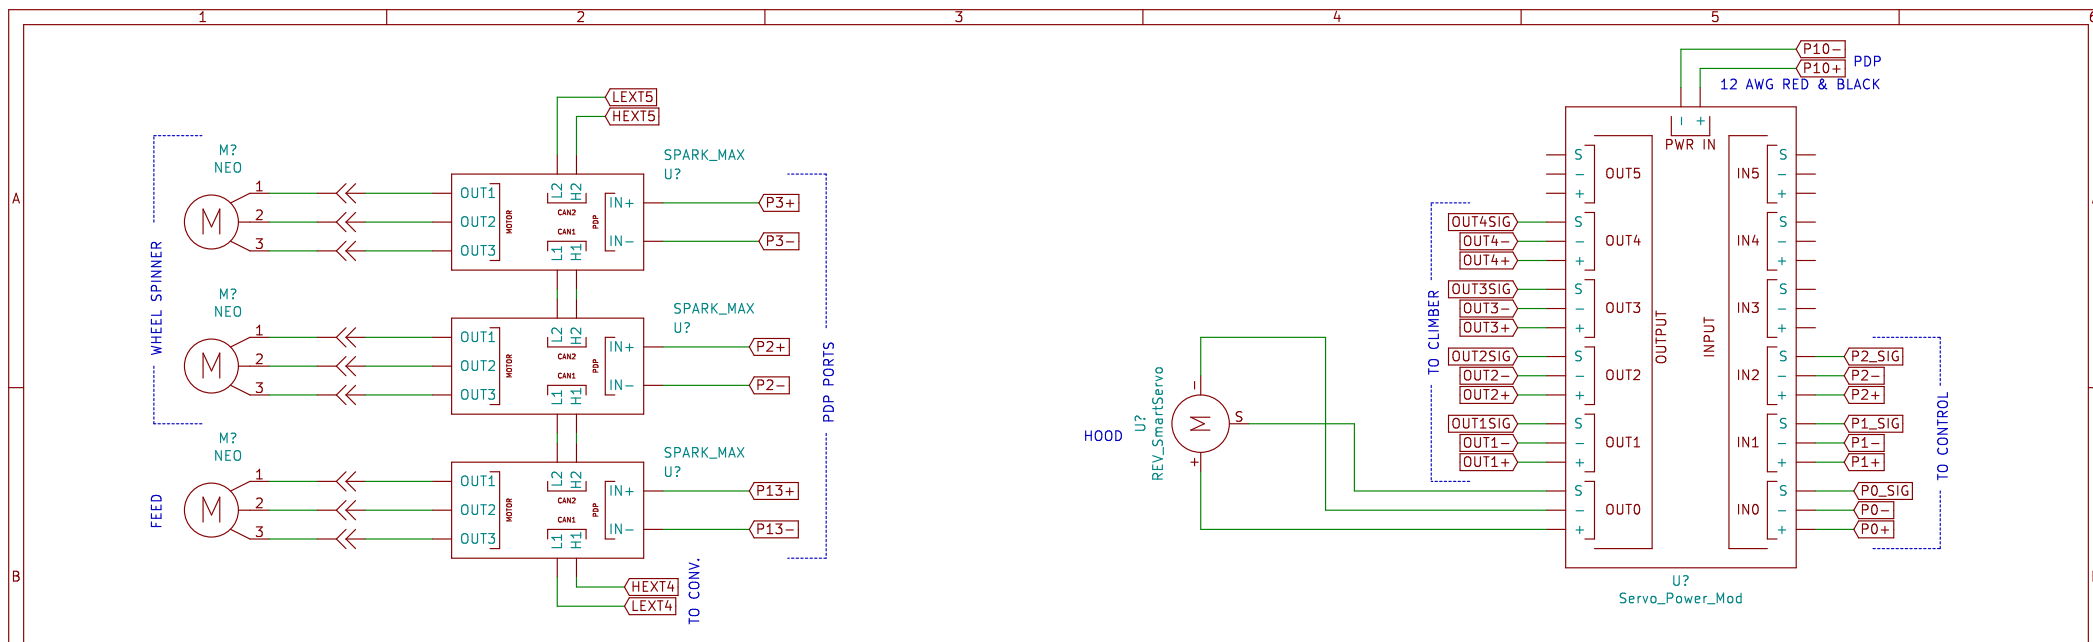 1 2 3 4 5 6
A
B
LEXT5
HEXT5
M?
NEO
1
2
3
M
WHEEL SPINNER
SPARK_MAX
U?
OUT1
OUT2
OUT3
MOTOR
L2
H2
CAN2
CAN1
L1
H1
PDP
IN+
IN-
P3+
P3-
M?
NEO
1
2
3
M
SPARK_MAX
U?
OUT1
OUT2
OUT3
MOTOR
L2
H2
CAN2
CAN1
L1
H1
PDP
IN+
IN-
P2+
P2-
PDP PORTS
M?
NEO
1
2
3
M
FEED
SPARK_MAX
U?
OUT1
OUT2
OUT3
MOTOR
L2
H2
CAN2
CAN1
L1
H1
PDP
IN+
IN-
P13+
P13-
HEXT4
LEXT4
TO CONV.
HOOD
U?
REV_SmartServo
-
M
S
+
P10-
P10+
PDP
12 AWG RED & BLACK
- +
PWR IN
TO CLIMBER
OUT4SIG
OUT4-
OUT4+
OUT3SIG
OUT3-
OUT3+
OUT2SIG
OUT2-
OUT2+
OUT1SIG
OUT1-
OUT1+
S
-
+
OUT5
S
-
+
OUT4
S
-
+
OUT3
S
-
+
OUT2
S
-
+
OUT1
S
-
+
OUT0
OUTPUT
INPUT
IN5
S
-
+
IN4
S
-
+
IN3
S
-
+
IN2
S
-
+
IN1
S
-
+
IN0
S
-
+
P2_SIG
P2-
P2+
P1_SIG
P1-
P1+
P0_SIG
P0-
P0+
TO CONTROL
U?
Servo_Power_Mod